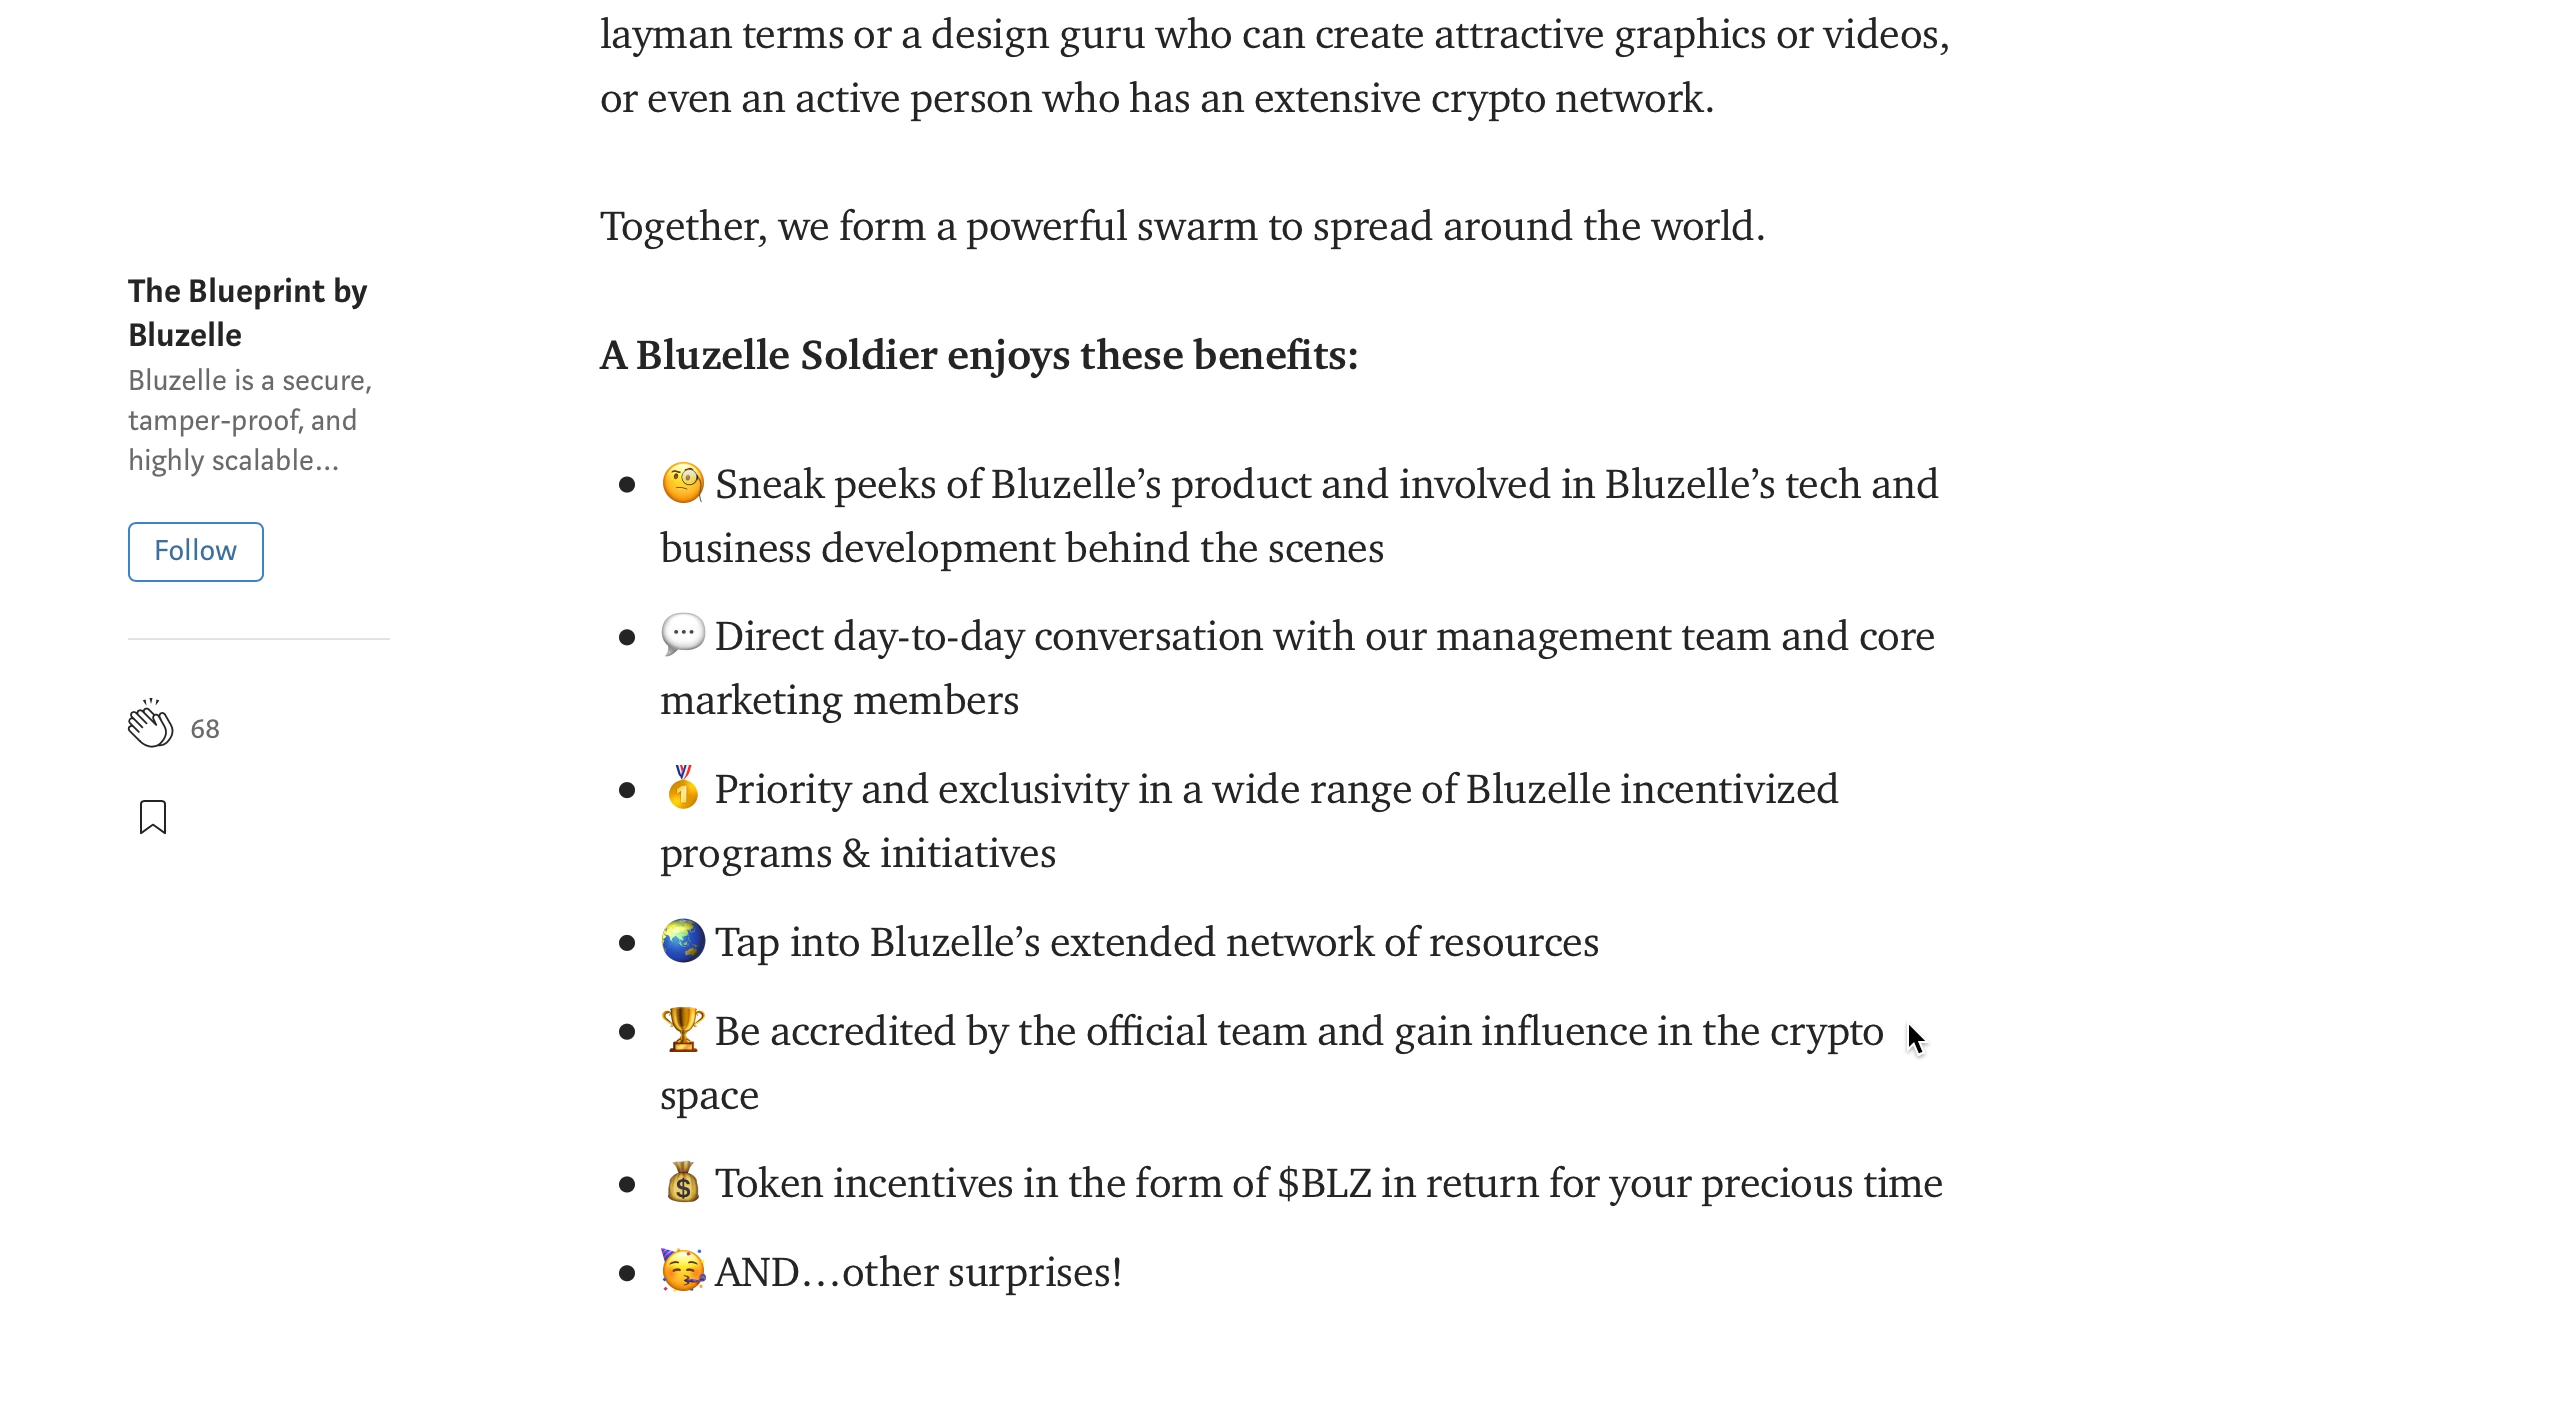 layman terms or a design guru who can create attractive graphics or videos,
or even an active person who has an extensive crypto network.
Together, we form a powerful swarm to spread around the world.
The Blueprint by
Bluzelle
Bluzelle is a secure,
tamper-proof, and
highly scalable...
Follow
68
A Bluzelle Soldier enjoys these benefits:
• 🧐 Sneak peeks of Bluzelle’s product and involved in Bluzelle’s tech and
business development behind the scenes
• 💬 Direct day-to-day conversation with our management team and core
marketing members
• 🥇 Priority and exclusivity in a wide range of Bluzelle incentivized
programs & initiatives
• 🌏 Tap into Bluzelle’s extended network of resources
• 🏆 Be accredited by the official team and gain influence in the crypto
space
• 💰 Token incentives in the form of $BLZ in return for your precious time
• 🥳 AND…other surprises!